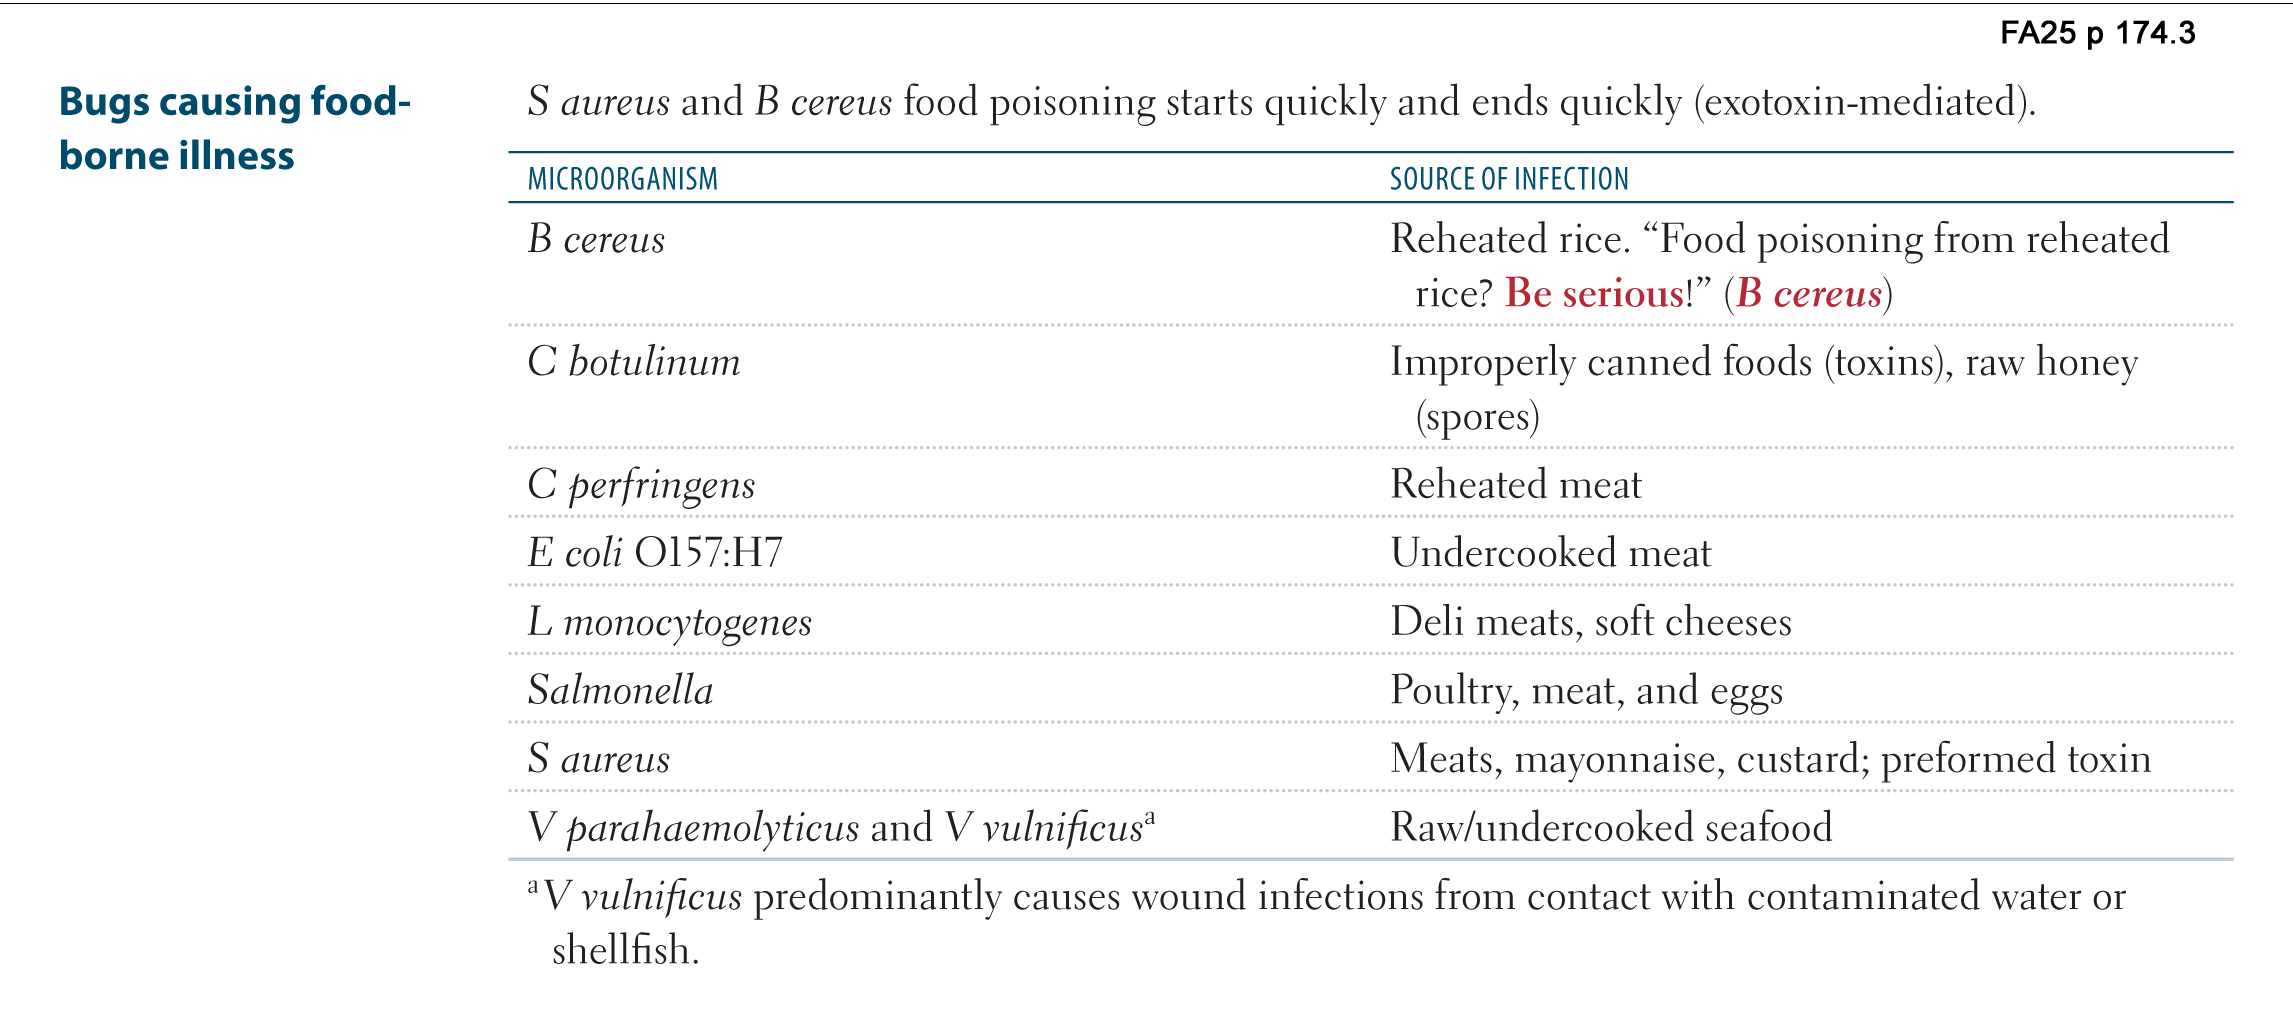 FA25 p 174.3
Bugs causing food-
borne illness
S aureus and B cereus food poisoning starts quickly and ends quickly (exotoxin-mediated).
MICROORGANISM SOURCE OF INFECTION
B cereus Reheated rice. “Food poisoning from reheated
rice? Be serious!” (B cereus)
C botulinum Improperly canned foods (toxins), raw honey
(spores)
C perfringens Reheated meat
E coli O157:H7 Undercooked meat
L monocytogenes Deli meats, soft cheeses
Salmonella Poultry, meat, and eggs
S aureus Meats, mayonnaise, custard; preformed toxin
V parahaemolyticus and V vulnificusᵃ Raw/undercooked seafood
ᵃV vulnificus predominantly causes wound infections from contact with contaminated water or
shellfish.